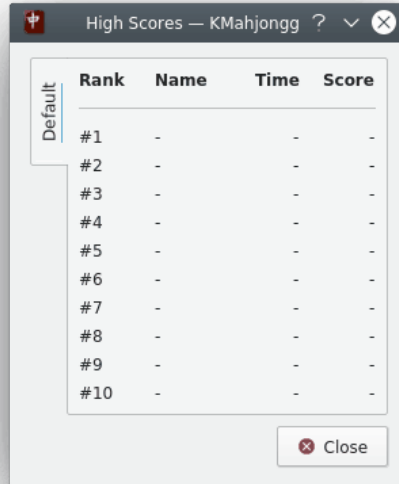 High Scores — KMahjongg ?
Default
Rank Name Time Score
#1 - - -
#2 - - -
#3 - - -
#4 - - -
#5 - - -
#6 - - -
#7 - - -
#8 - - -
#9 - - -
#10 - - -
Close